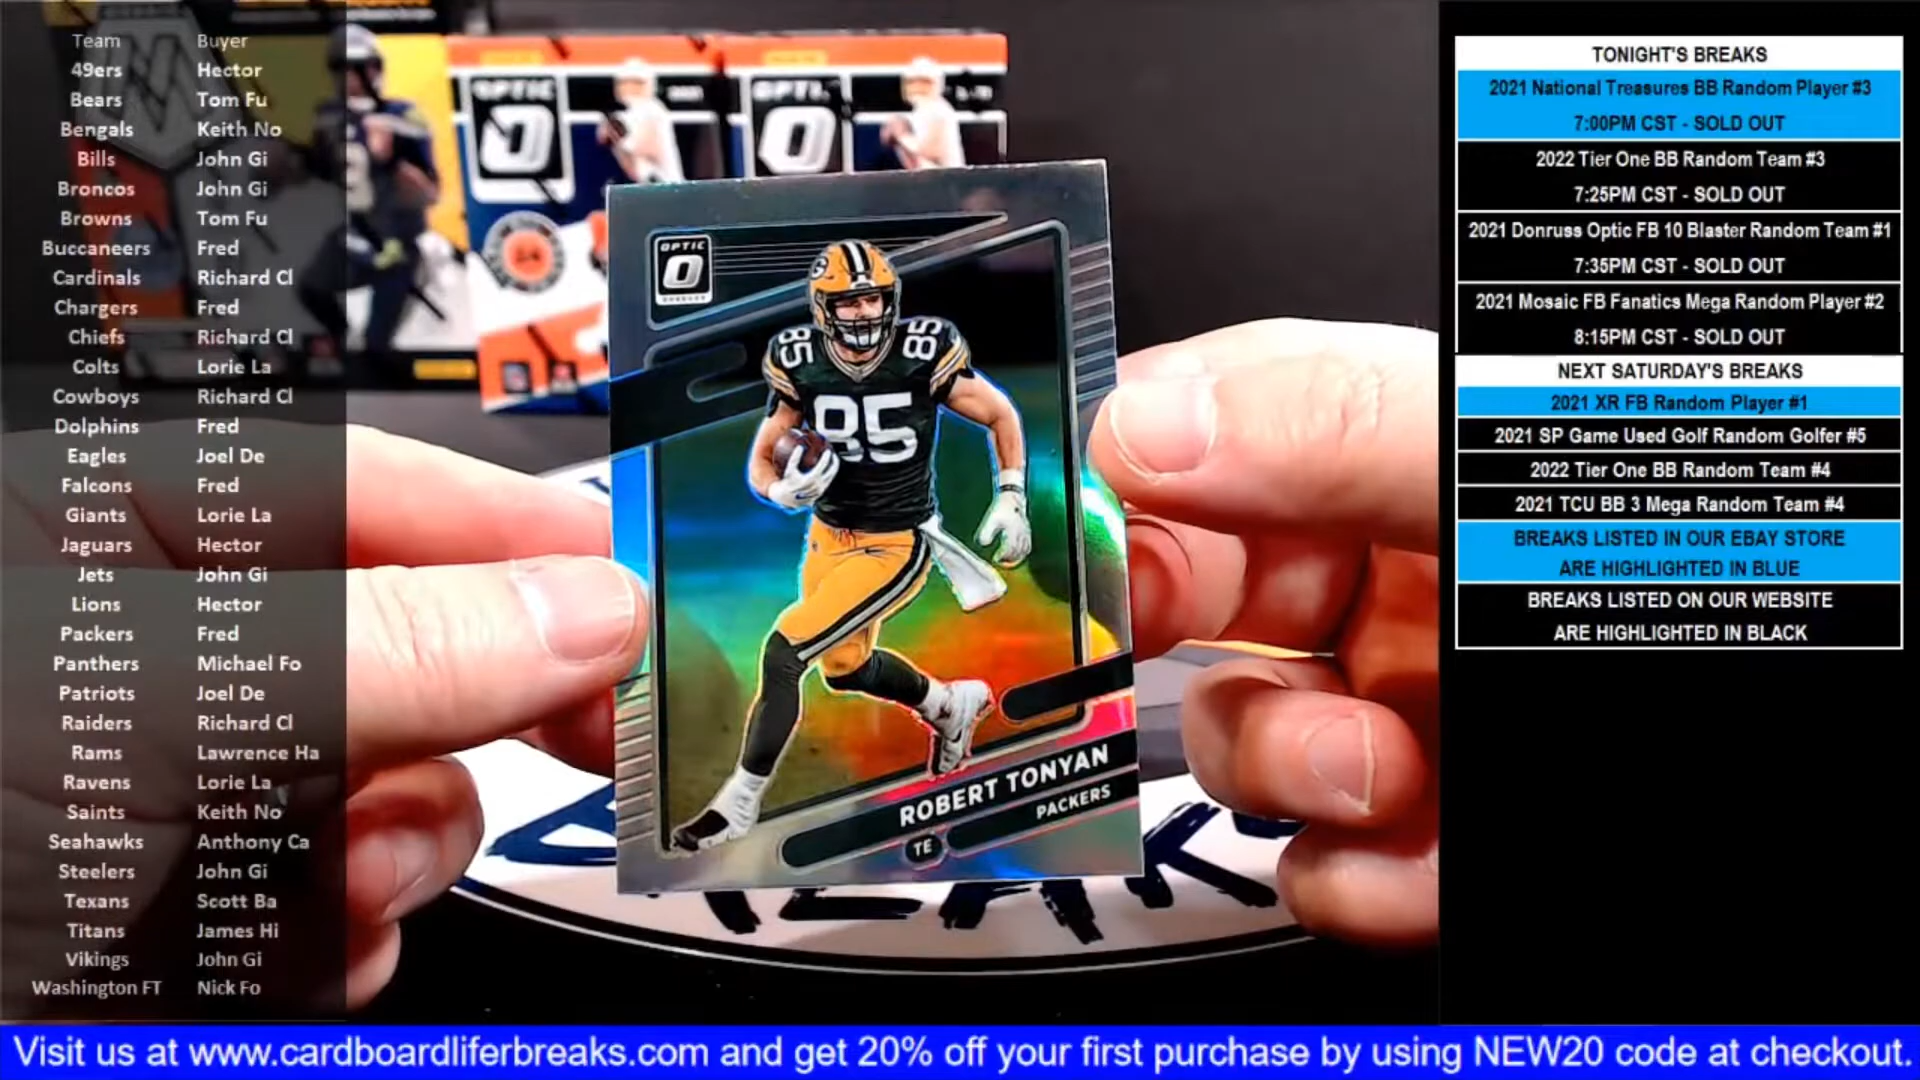 Team Buyer
49ers Hector
Bears Tom Fu
Bengals Keith No
Bills John Gi
Broncos John Gi
Browns Tom Fu
Buccaneers Fred
Cardinals Richard Cl
Chargers Fred
Chiefs Richard Cl
Colts Lorie La
Cowboys Richard Cl
Dolphins Fred
Eagles Joel De
Falcons Fred
Giants Lorie La
Jaguars Hector
Jets John Gi
Lions Hector
Packers Fred
Panthers Michael Fo
Patriots Joel De
Raiders Richard Cl
Rams Lawrence Ha
Ravens Lorie La
Saints Keith No
Seahawks Anthony Ca
Steelers John Gi
Texans Scott Ba
Titans James Hi
Vikings John Gi
Washington FT Nick Fo
OPTIC
OPTIC
G
85
85
85
ROBERT TONYAN
PACKERS
TE
TONIGHT'S BREAKS
2021 National Treasures BB Random Player #3
7:00PM CST - SOLD OUT
2022 Tier One BB Random Team #3
7:25PM CST - SOLD OUT
2021 Donruss Optic FB 10 Blaster Random Team #1
7:35PM CST - SOLD OUT
2021 Mosaic FB Fanatics Mega Random Player #2
8:15PM CST - SOLD OUT
NEXT SATURDAY'S BREAKS
2021 XR FB Random Player #1
2021 SP Game Used Golf Random Golfer #5
2022 Tier One BB Random Team #4
2021 TCU BB 3 Mega Random Team #4
BREAKS LISTED IN OUR EBAY STORE
ARE HIGHLIGHTED IN BLUE
BREAKS LISTED ON OUR WEBSITE
ARE HIGHLIGHTED IN BLACK
Visit us at www.cardboardliferbreaks.com and get 20% off your first purchase by using NEW20 code at checkout.